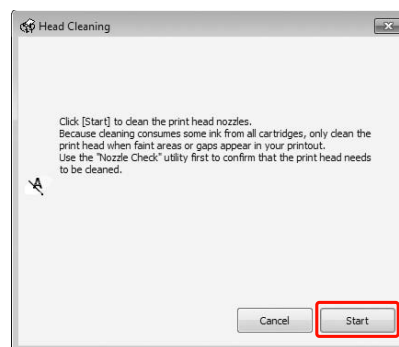 Head Cleaning
Click [Start] to clean the print head nozzles.
Because cleaning consumes some ink from all cartridges, only clean the
print head when faint areas or gaps appear in your printout.
Use the "Nozzle Check" utility first to confirm that the print head needs
to be cleaned.
A
Cancel Start